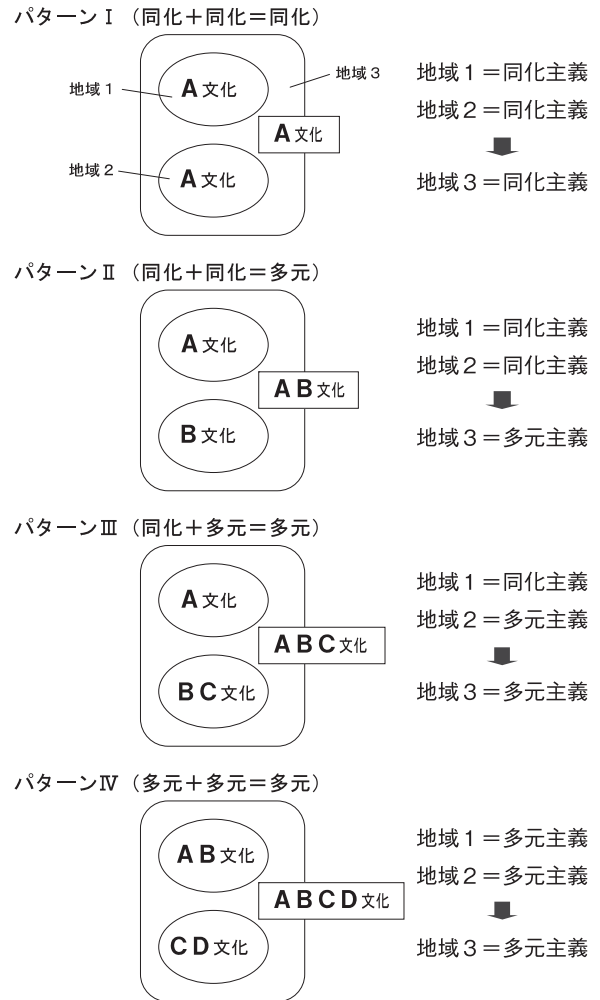 パターンⅠ（同化＋同化＝同化）
地域1
A文化
地域3
A文化
地域2
A文化
地域1＝同化主義
地域2＝同化主義
地域3＝同化主義
パターンⅡ（同化＋同化＝多元）
A文化
AB文化
B文化
地域1＝同化主義
地域2＝同化主義
地域3＝多元主義
パターンⅢ（同化＋多元＝多元）
A文化
ABC文化
BC文化
地域1＝同化主義
地域2＝多元主義
地域3＝多元主義
パターンⅣ（多元＋多元＝多元）
AB文化
ABCD文化
CD文化
地域1＝多元主義
地域2＝多元主義
地域3＝多元主義